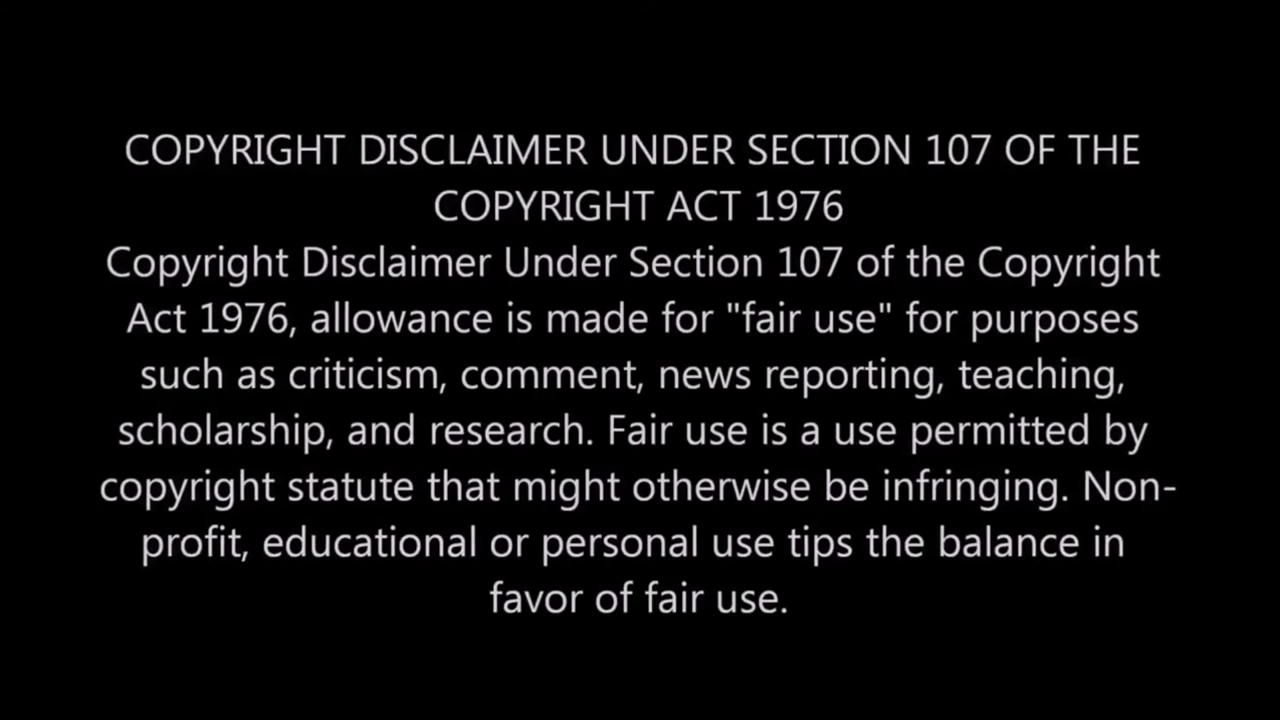 COPYRIGHT DISCLAIMER UNDER SECTION 107 OF THE
COPYRIGHT ACT 1976
Copyright Disclaimer Under Section 107 of the Copyright
Act 1976, allowance is made for "fair use" for purposes
such as criticism, comment, news reporting, teaching,
scholarship, and research. Fair use is a use permitted by
copyright statute that might otherwise be infringing. Non-
profit, educational or personal use tips the balance in
favor of fair use.